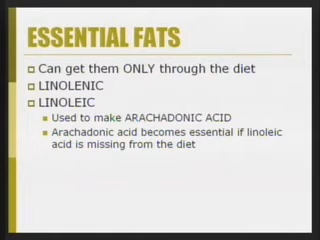 ESSENTIAL FATS
Can get them ONLY through the diet
LINOLENIC
LINOLEIC
Used to make ARACHADONIC ACID
Arachadonic acid becomes essential if linoleic
acid is missing from the diet